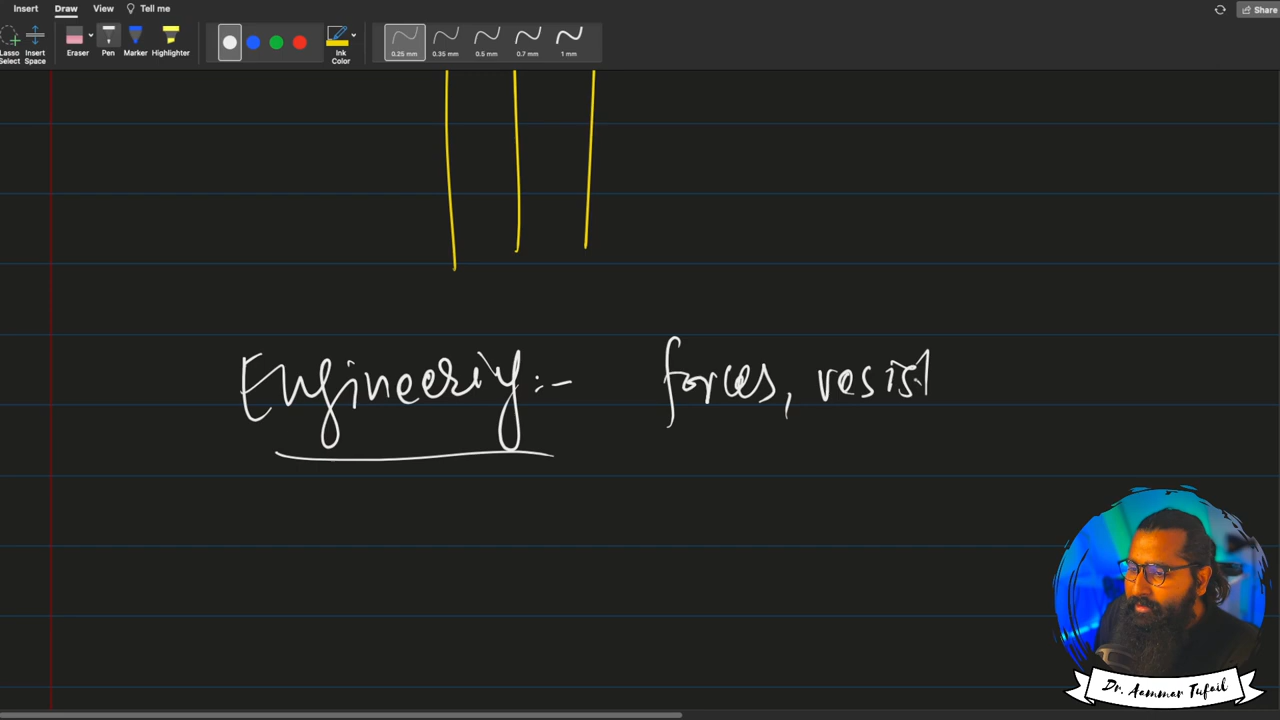 Insert Draw View Tell me Share
Lasso Select Insert Space Eraser Pen Marker Highlighter Ink Color 0.25 mm 0.35 mm 0.5 mm 0.7 mm 1 mm
Engineering:- forces, resist
Dr. Aammar Tufail